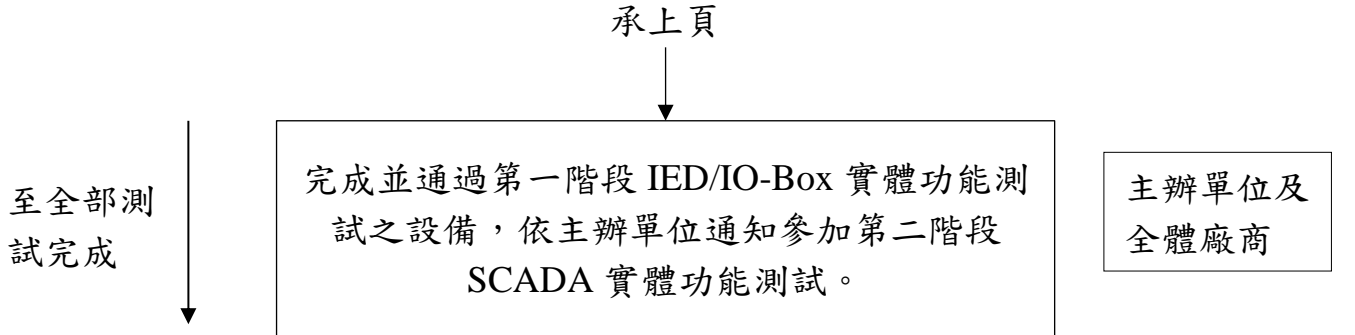 承上頁
至全部測
試完成
完成並通過第一階段 IED/IO-Box 實體功能測
試之設備，依主辦單位通知參加第二階段
SCADA 實體功能測試。
主辦單位及
全體廠商